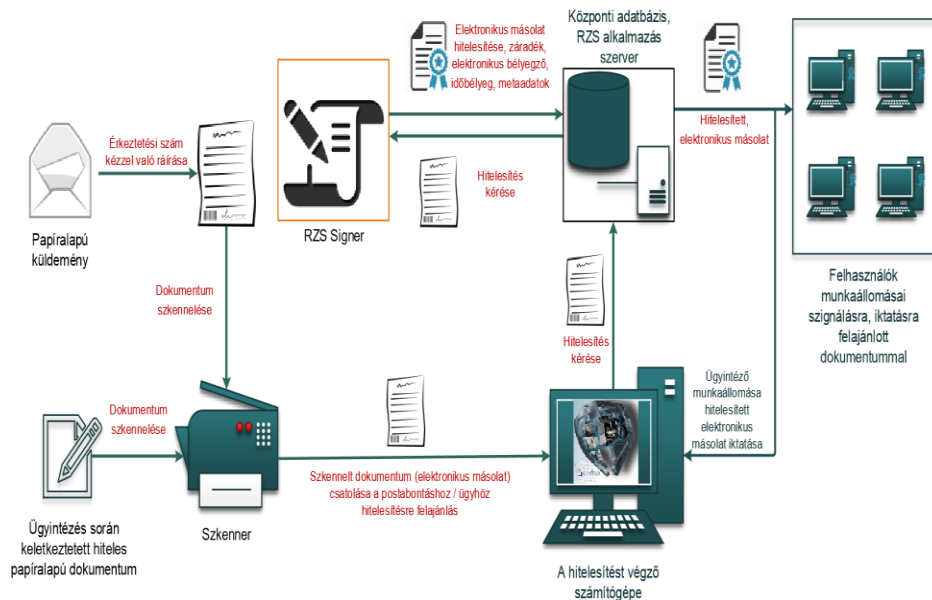 Elektronikus másolat
hitelesítése, záradék,
elektronikus bélyegző,
időbélyeg, metaadatok
Központi adatbázis,
RZS alkalmazás
szerver
Érkeztetési szám
kézzel való ráírása
Hitelesített,
elektronikus másolat
Hitelesítés
kérése
Papíralapú
küldemény
RZS Signer
Dokumentum
szkennelése
Felhasználók
munkaállomásai
szignálásra, iktatásra
felajánlott
dokumentummal
Hitelesítés
kérése
Ügyintéző
munkaállomása
hitelesített
elektronikus
másolat iktatása
Dokumentum
szkennelése
Szkennelt dokumentum (elektronikus másolat)
csatolása a postabontáshoz / ügyhöz
hitelesítésre felajánlás
Ügyintézés során
keletkeztetett hiteles
papíralapú dokumentum
Szkenner
A hitelesítést végző
számítógépe